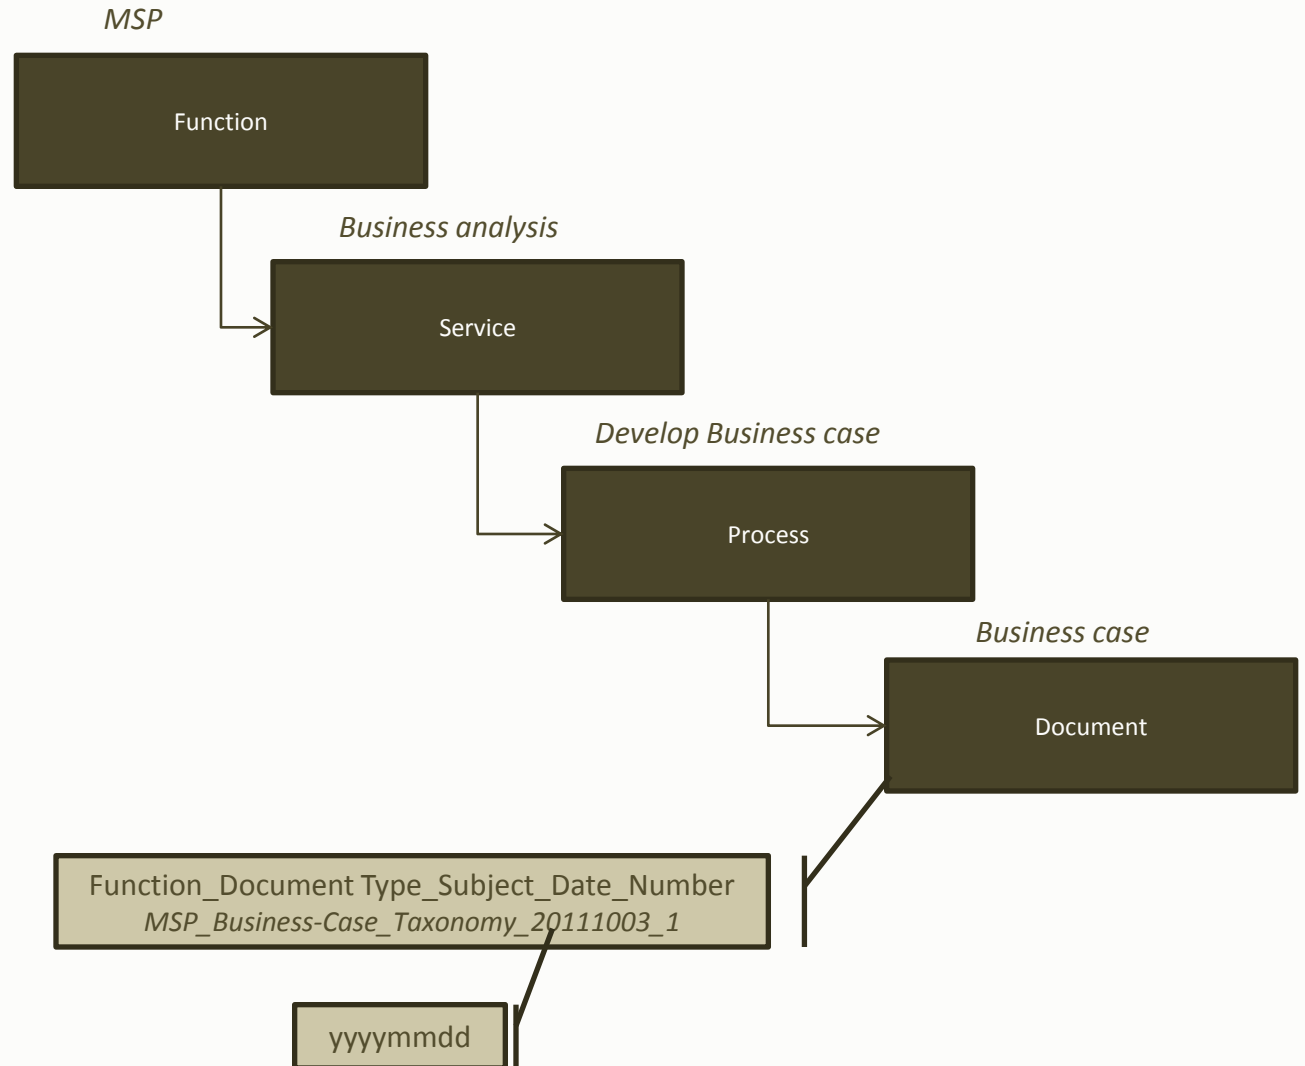 MSP
Function
Business analysis
Service
Develop Business case
Process
Business case
Document
Function_Document Type_Subject_Date_Number
MSP_Business-Case_Taxonomy_20111003_1
yyyymmdd